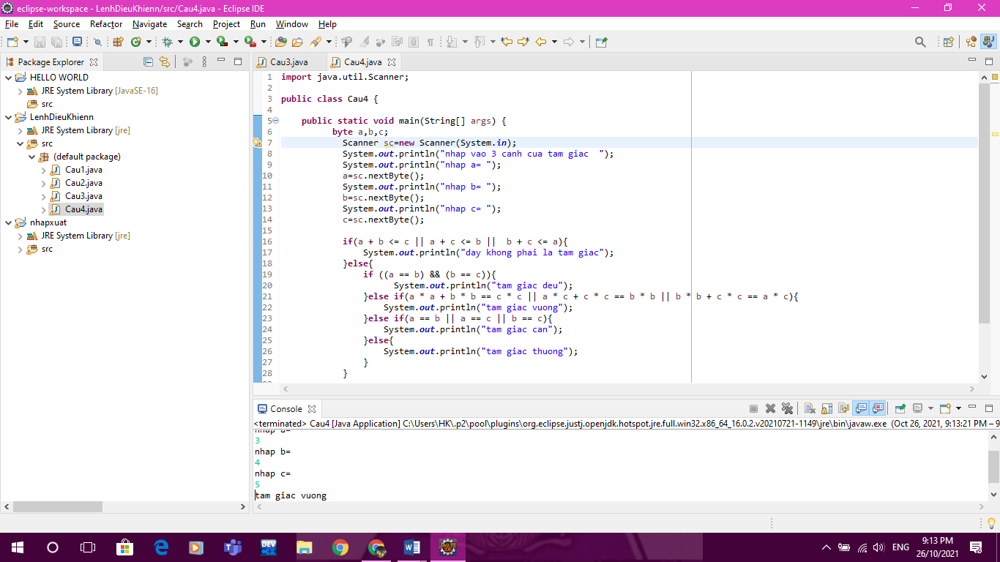 eclipse-workspace - LenhDieuKhienn/src/Cau4.java - Eclipse IDE
File Edit Source Refactor Navigate Search Project Run Window Help
Package Explorer
HELLO WORLD
JRE System Library [JavaSE-16]
src
LenhDieuKhienn
JRE System Library [jre]
src
(default package)
Cau1.java
Cau2.java
Cau3.java
Cau4.java
nhapxuat
JRE System Library [jre]
src
Cau3.java Cau4.java
1 import java.util.Scanner;
2
3 public class Cau4 {
4
5 public static void main(String[] args) {
6 byte a,b,c;
7 Scanner sc=new Scanner(System.in);
8 System.out.println("nhap vao 3 canh cua tam giac  ");
9 System.out.println("nhap a= ");
10 a=sc.nextByte();
11 System.out.println("nhap b= ");
12 b=sc.nextByte();
13 System.out.println("nhap c= ");
14 c=sc.nextByte();
15
16 if(a + b <= c || a + c <= b ||  b + c <= a){
17 System.out.println("day khong phai la tam giac");
18 }else{
19 if ((a == b) && (b == c)){
20 System.out.println("tam giac deu");
21 }else if(a * a + b * b == c * c || a * c + c * c == b * b || b * b + c * c == a * c){
22 System.out.println("tam giac vuong");
23 }else if(a == b || a == c || b == c){
24 System.out.println("tam giac can");
25 }else{
26 System.out.println("tam giac thuong");
27 }
28 }
Console
<terminated> Cau4 [Java Application] C:\Users\HK\.p2\pool\plugins\org.eclipse.justj.openjdk.hotspot.jre.full.win32.x86_64_16.0.2.v20210721-1149\jre\bin\javaw.exe (Oct 26, 2021, 9:13:21 PM – 9
nhap a=
3
nhap b=
4
nhap c=
5
tam giac vuong
DEV
ENG
9:13 PM
26/10/2021